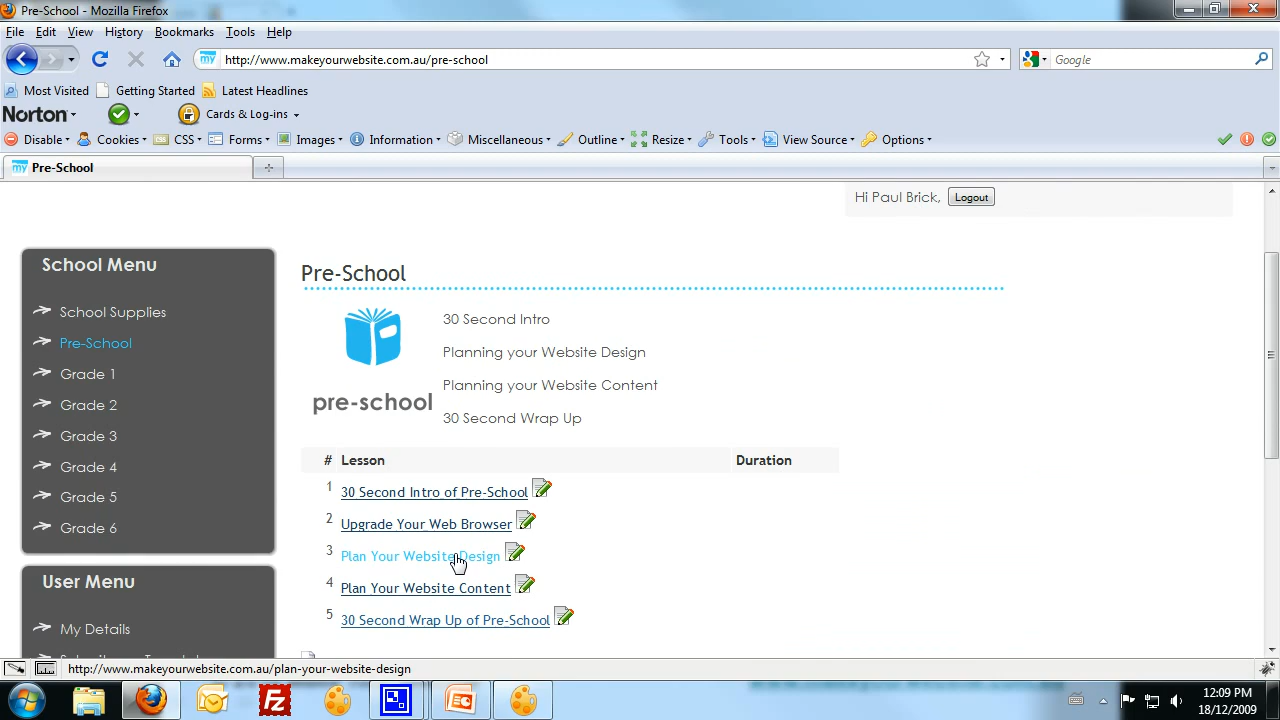 Pre-School - Mozilla Firefox
File Edit View History Bookmarks Tools Help
my http://www.makeyourwebsite.com.au/pre-school Google
Most Visited Getting Started Latest Headlines
Norton Cards & Log-ins
Disable Cookies CSS Forms Images Information Miscellaneous Outline Resize Tools View Source Options
my Pre-School
Hi Paul Brick, Logout
School Menu
School Supplies
Pre-School
Grade 1
Grade 2
Grade 3
Grade 4
Grade 5
Grade 6
User Menu
My Details
Pre-School
30 Second Intro
Planning your Website Design
Planning your Website Content
30 Second Wrap Up
pre-school
# Lesson Duration
1 30 Second Intro of Pre-School
2 Upgrade Your Web Browser
3 Plan Your Website Design
4 Plan Your Website Content
5 30 Second Wrap Up of Pre-School
http://www.makeyourwebsite.com.au/plan-your-website-design
12:09 PM
18/12/2009